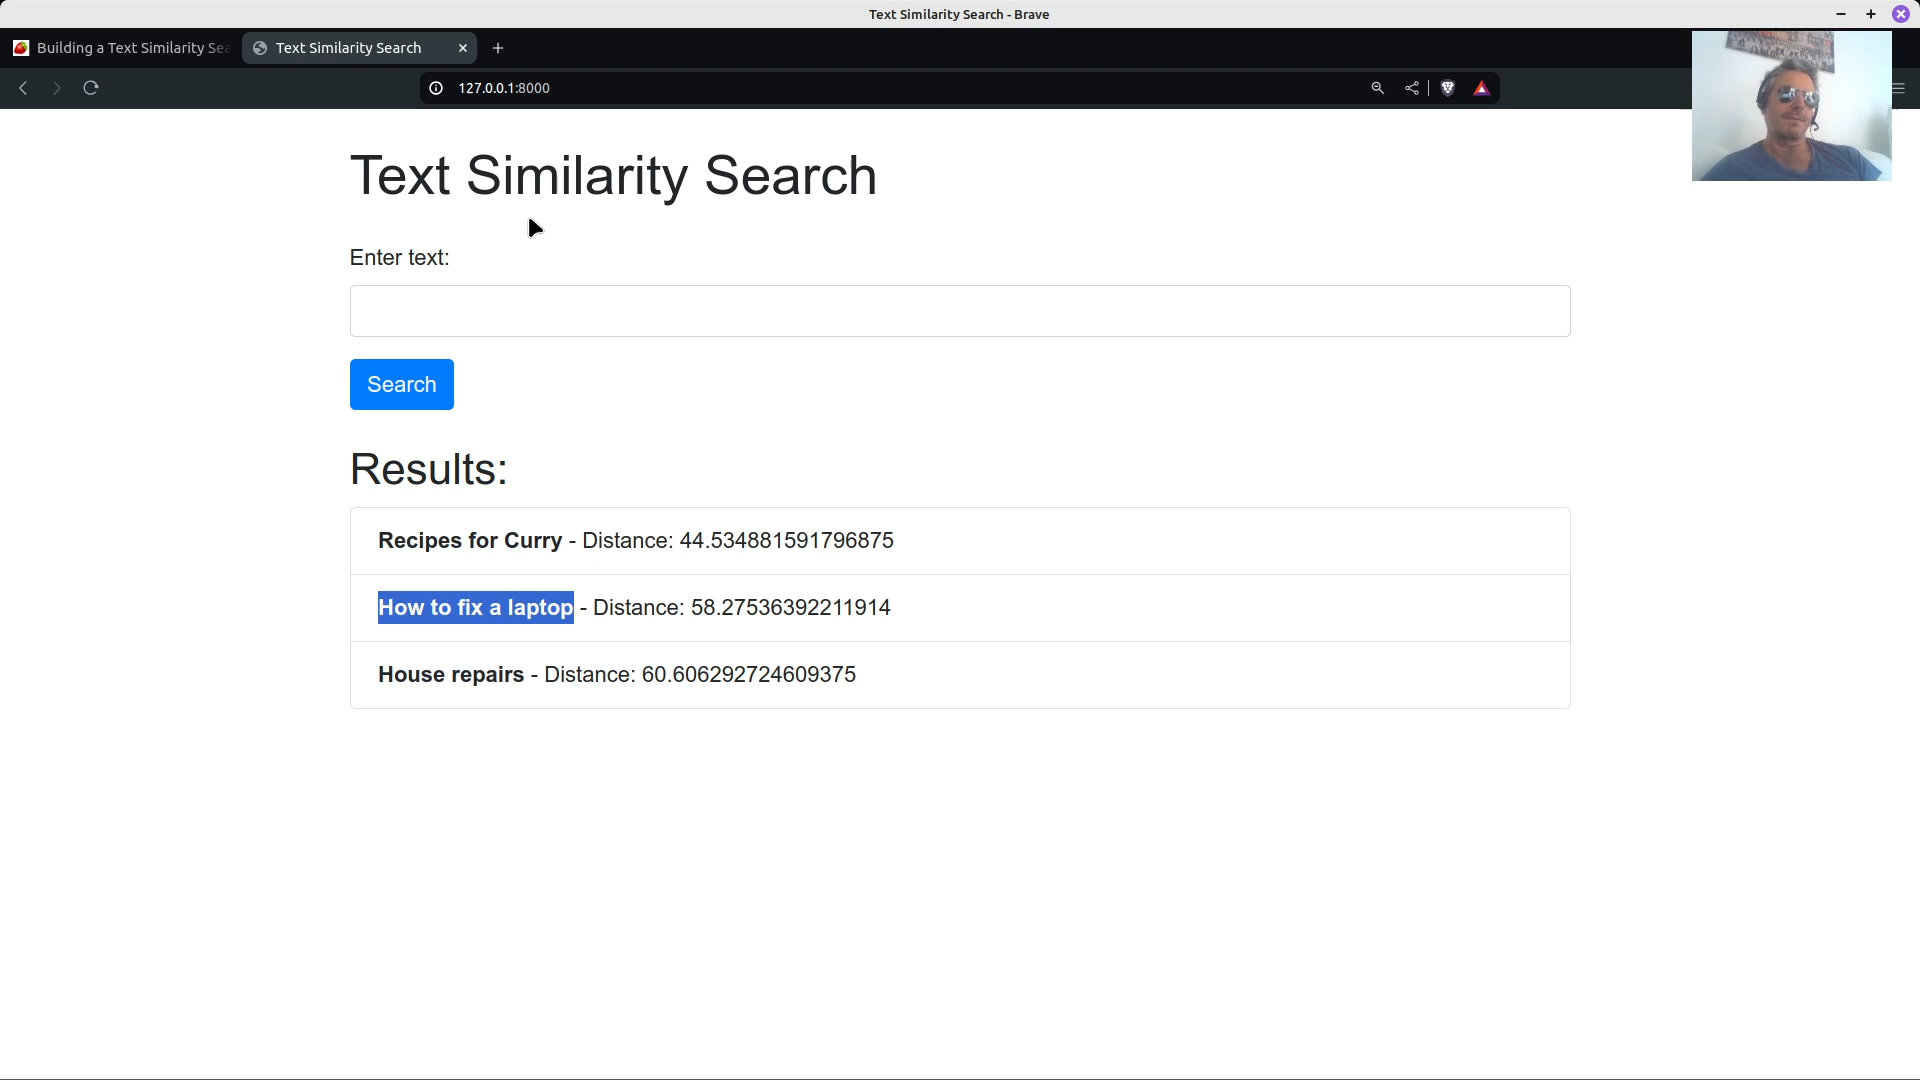 Text Similarity Search - Brave
Building a Text Similarity Sea
Text Similarity Search
127.0.0.1:8000
Text Similarity Search
Enter text:
Search
Results:
Recipes for Curry - Distance: 44.534881591796875
How to fix a laptop - Distance: 58.27536392211914
House repairs - Distance: 60.606292724609375